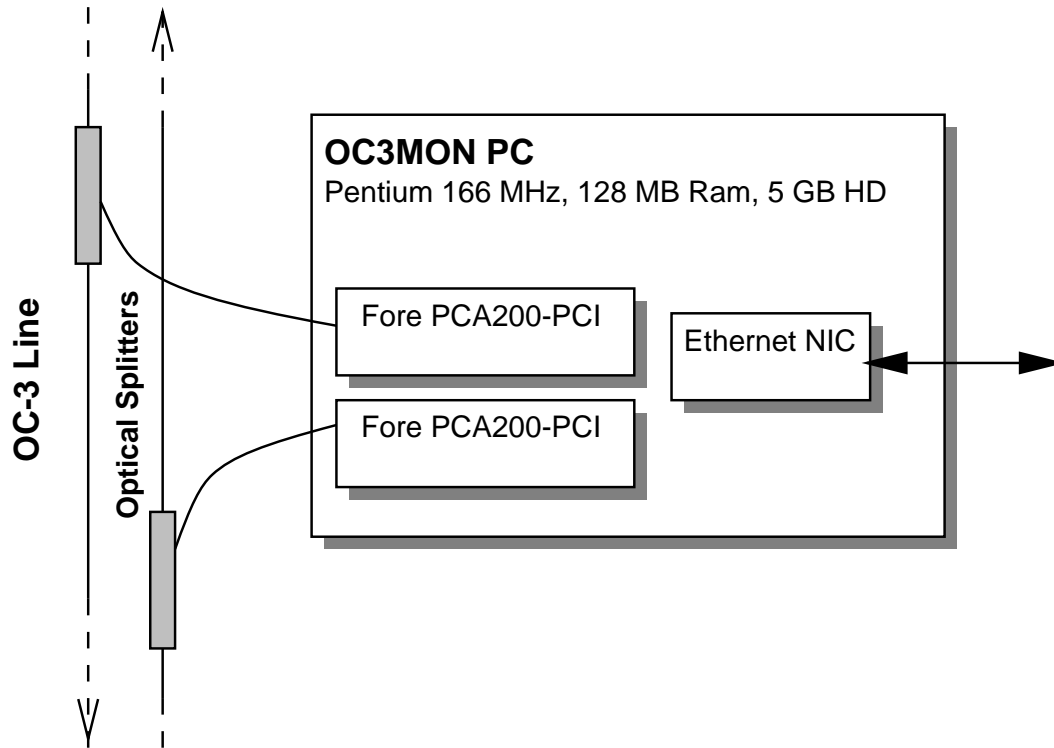 OC-3 Line
Optical Splitters
OC3MON PC
Pentium 166 MHz, 128 MB Ram, 5 GB HD
Fore PCA200-PCI
Ethernet NIC
Fore PCA200-PCI